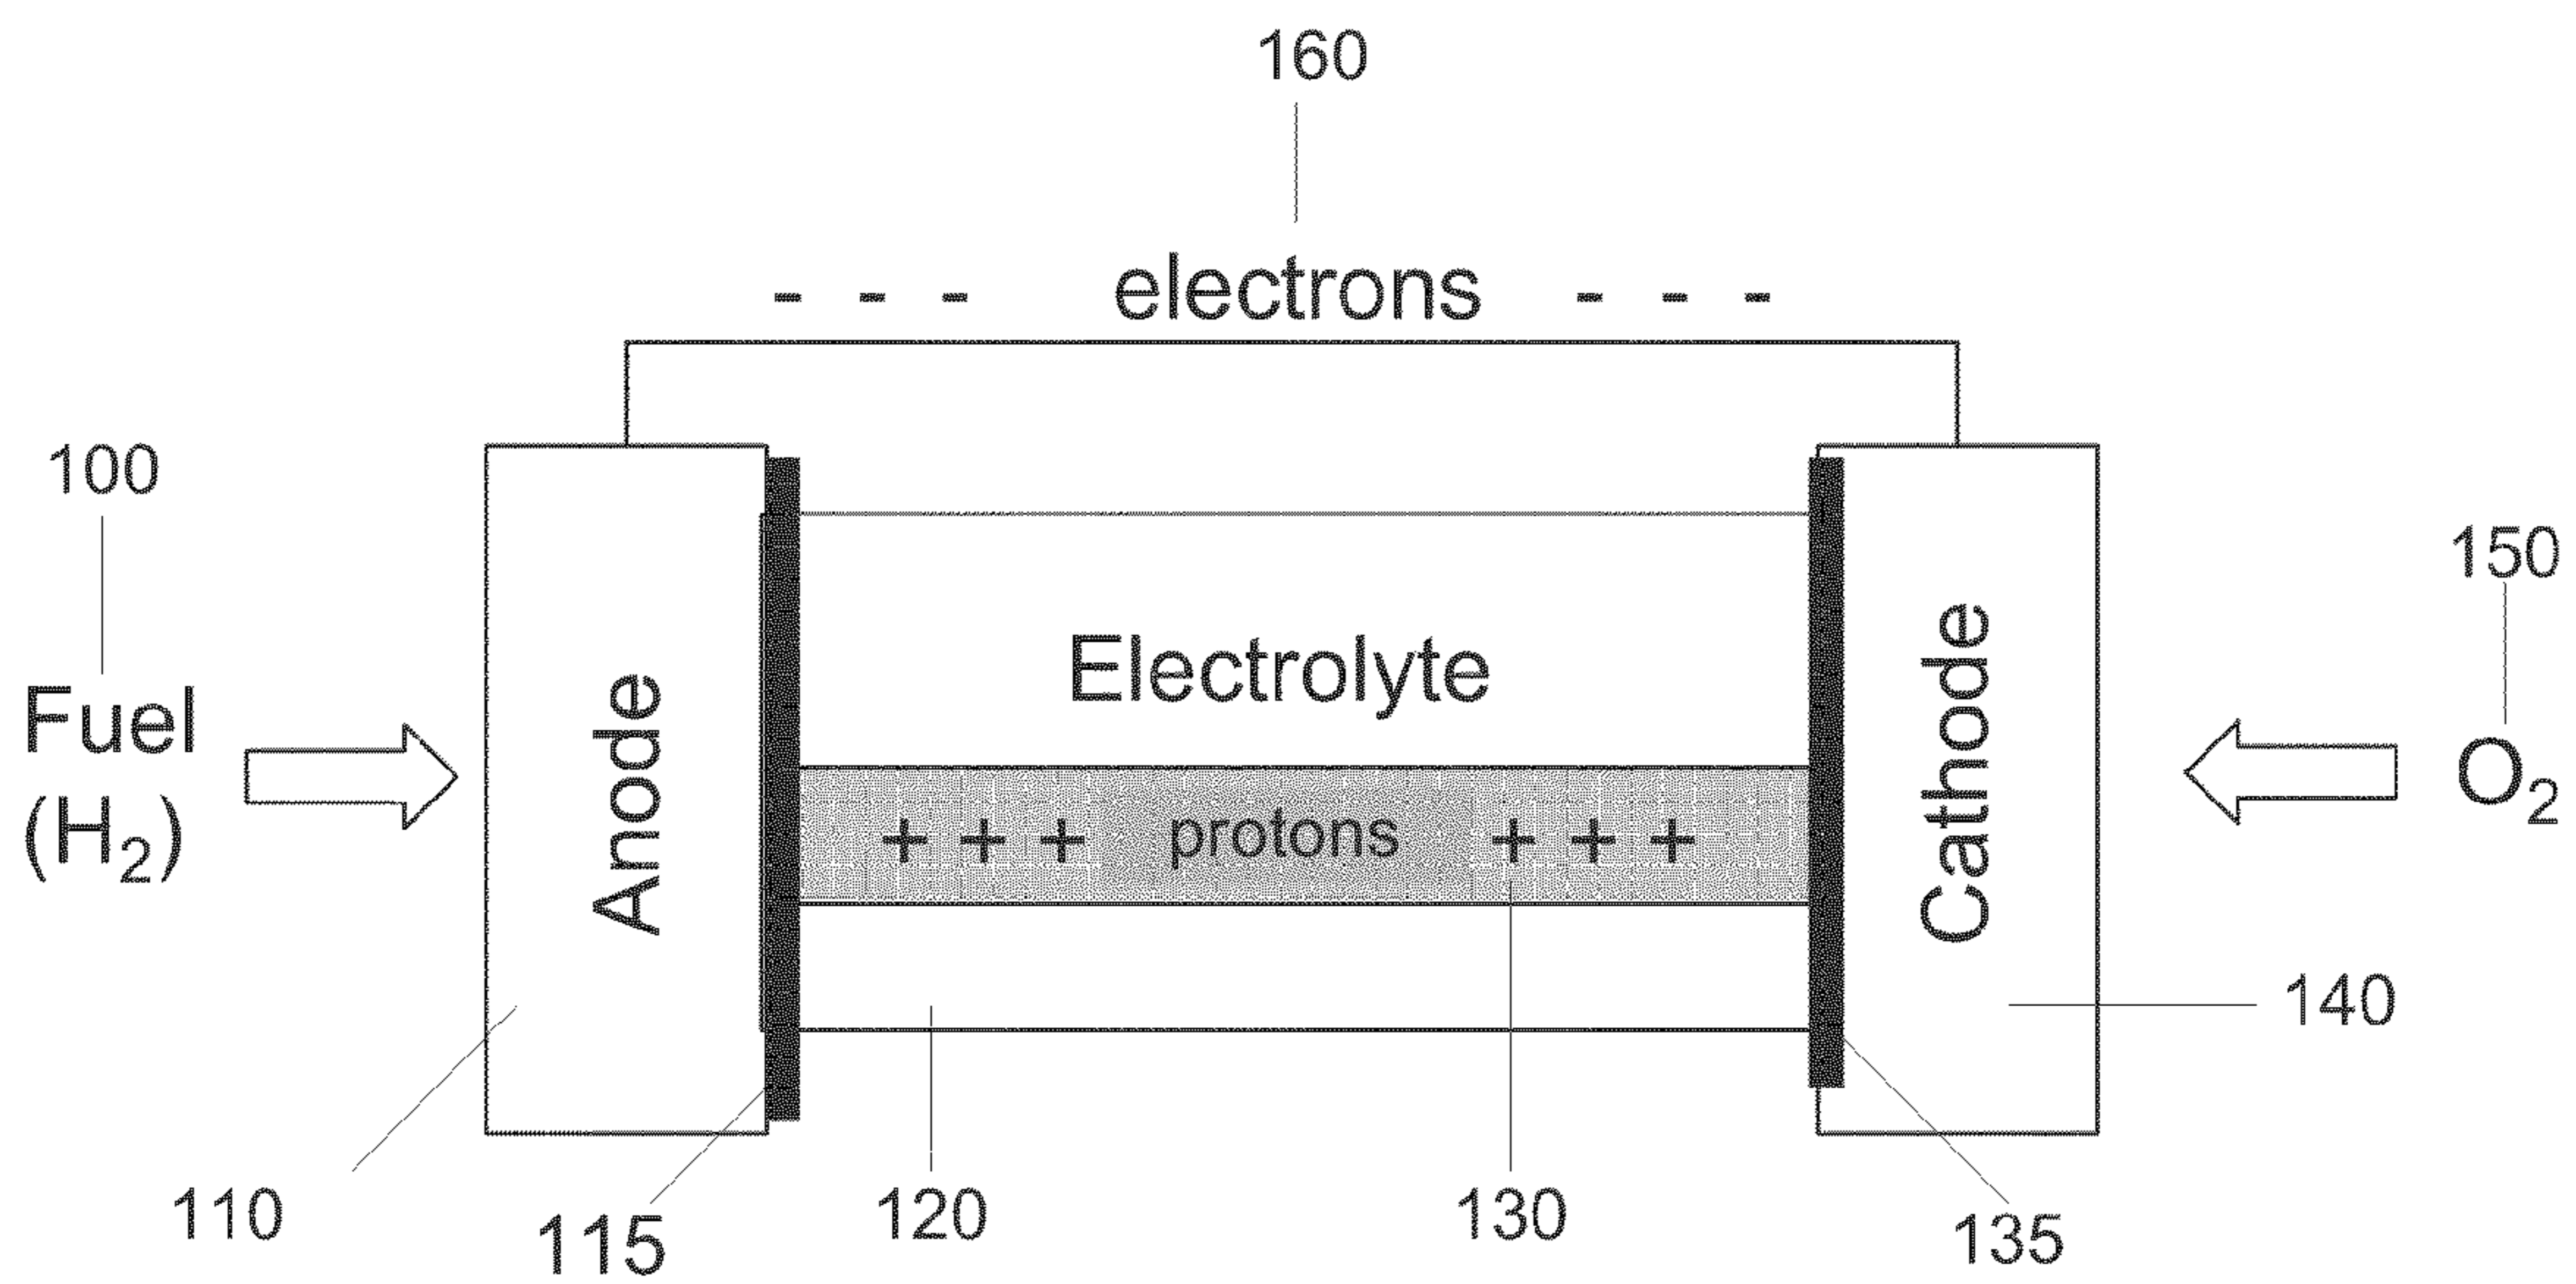 160
- - - electrons - - -
100
150
Fuel
(H₂)
Anode
Electrolyte
+ + + protons + + +
Cathode
O₂
140
110
115
120
130
135